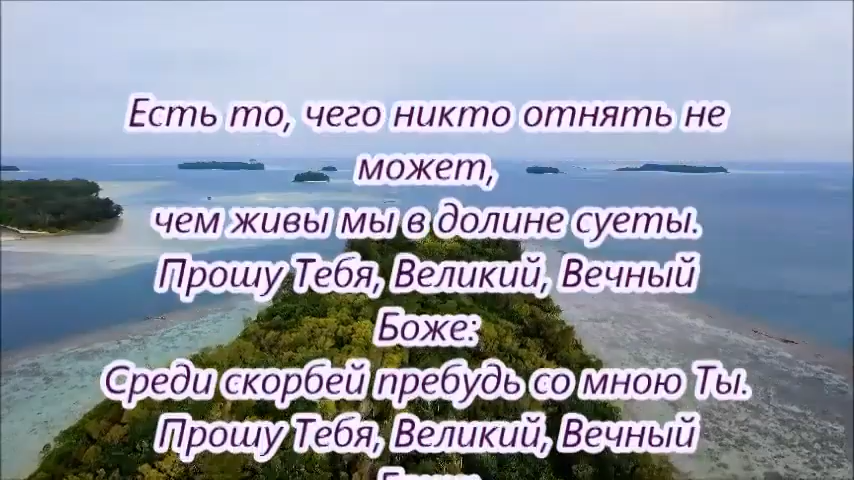 Есть то, чего никто отнять не
может,
чем живы мы в долине суеты.
Прошу Тебя, Великий, Вечный
Боже:
Среди скорбей пребудь со мною Ты.
Прошу Тебя, Великий, Вечный